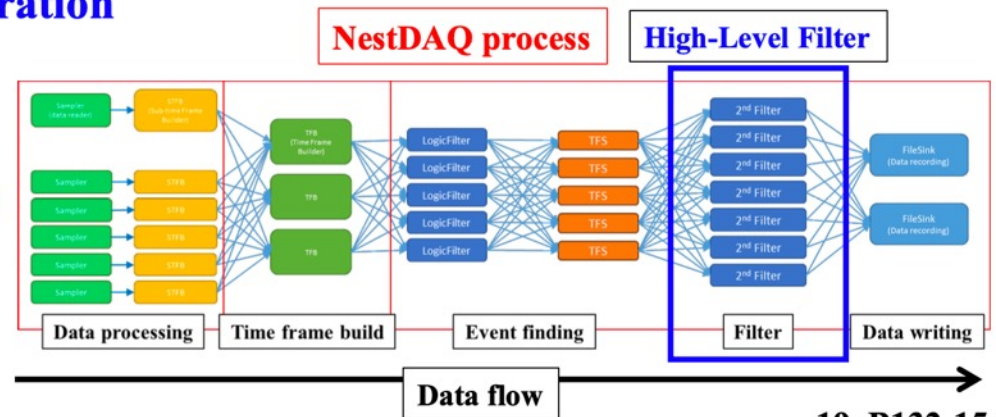 ration
NestDAQ process
High-Level Filter
Sampler
(data reader)
STFB
(Sub-time Frame
Builder)
Sampler
STFB
Sampler
STFB
Sampler
STFB
Sampler
STFB
Sampler
STFB
TFB
(Time Frame
Builder)
TFB
TFB
LogicFilter
LogicFilter
LogicFilter
LogicFilter
LogicFilter
TFS
TFS
TFS
TFS
TFS
2nd Filter
2nd Filter
2nd Filter
2nd Filter
2nd Filter
2nd Filter
2nd Filter
FileSink
(Data recording)
FileSink
(Data recording)
Data processing
Time frame build
Event finding
Filter
Data writing
Data flow